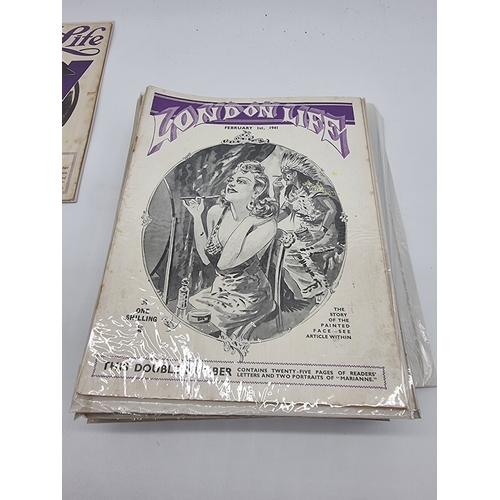 Life
LONDON LIFE
FEBRUARY 1st, 1941
ONE
SHILLING
THE
STORY
OF THE
PAINTED
FACE—SEE
ARTICLE WITHIN
THIS DOUBLE NUMBER CONTAINS TWENTY-FIVE PAGES OF READERS'
LETTERS AND TWO PORTRAITS OF "MARIANNE."